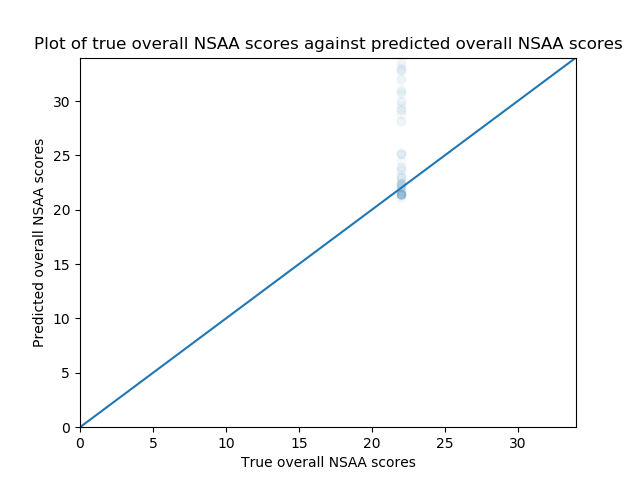 Plot of true overall NSAA scores against predicted overall NSAA scores
30
25
20
15
10
5
0
Predicted overall NSAA scores
0 5 10 15 20 25 30
True overall NSAA scores